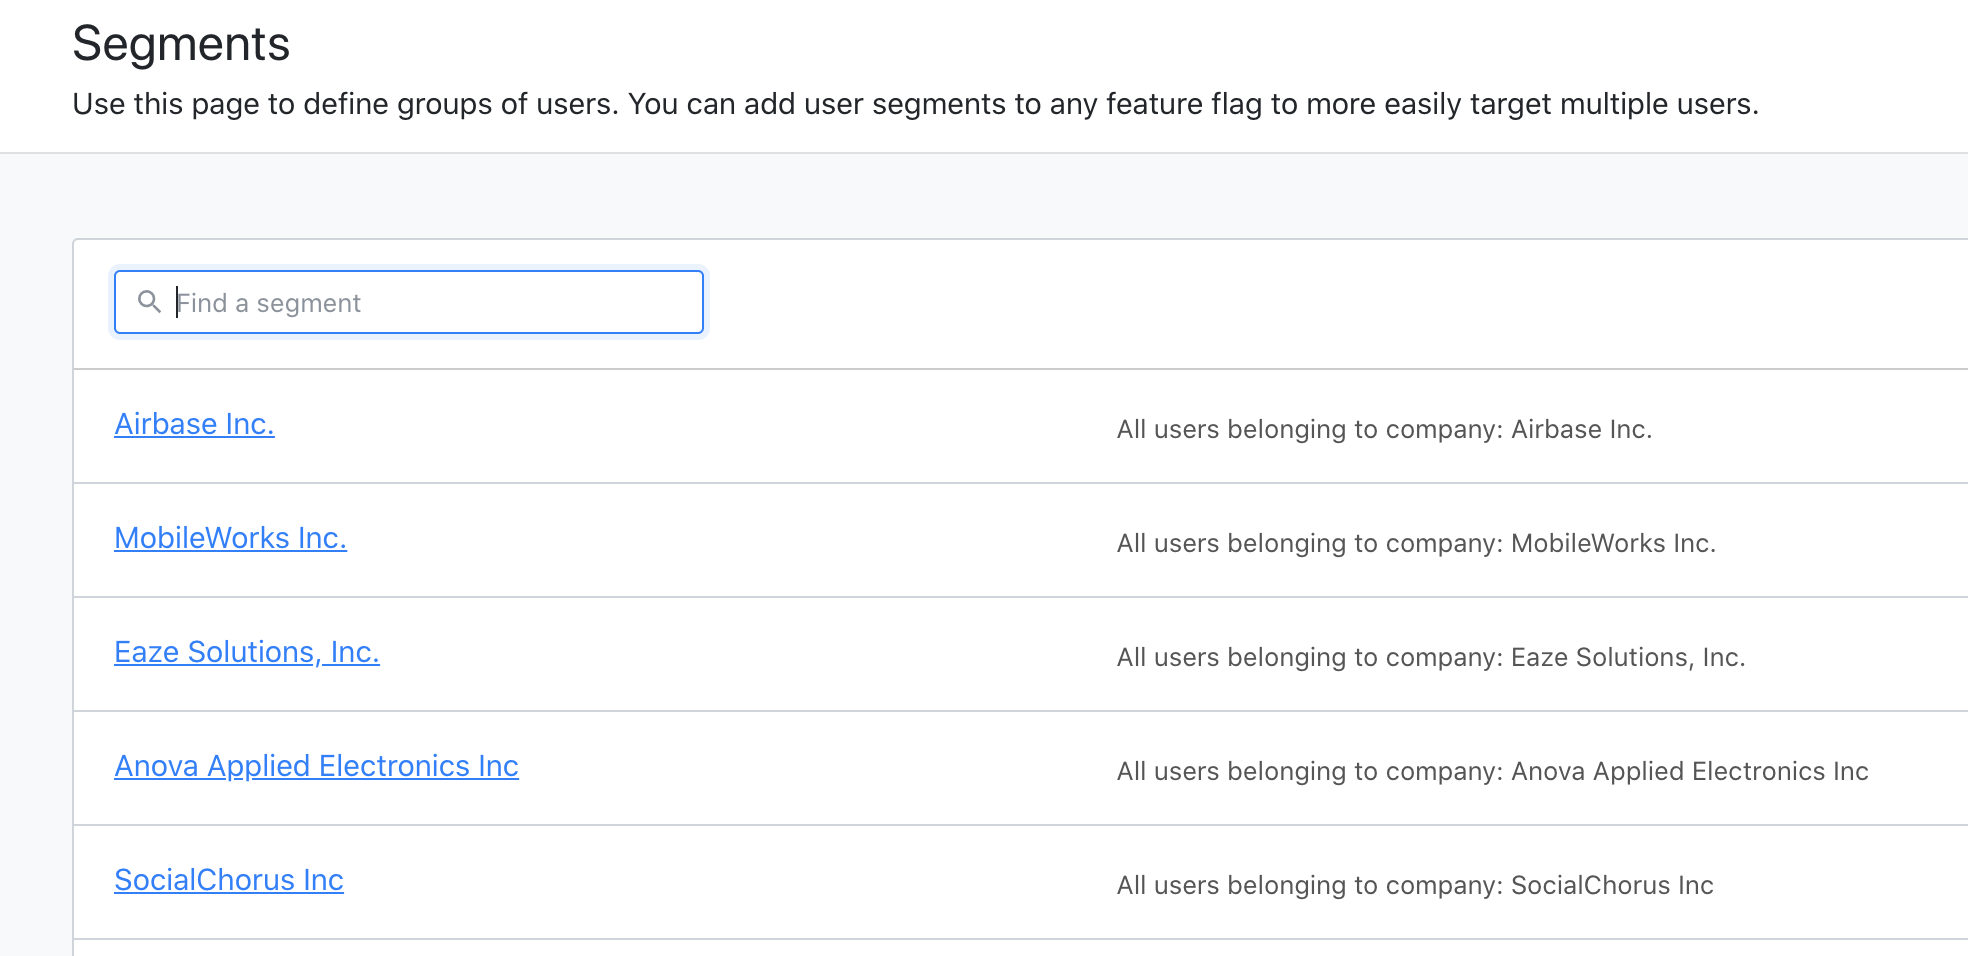 Segments
Use this page to define groups of users. You can add user segments to any feature flag to more easily target multiple users.
Find a segment
Airbase Inc.
All users belonging to company: Airbase Inc.
MobileWorks Inc.
All users belonging to company: MobileWorks Inc.
Eaze Solutions, Inc.
All users belonging to company: Eaze Solutions, Inc.
Anova Applied Electronics Inc
All users belonging to company: Anova Applied Electronics Inc
SocialChorus Inc
All users belonging to company: SocialChorus Inc